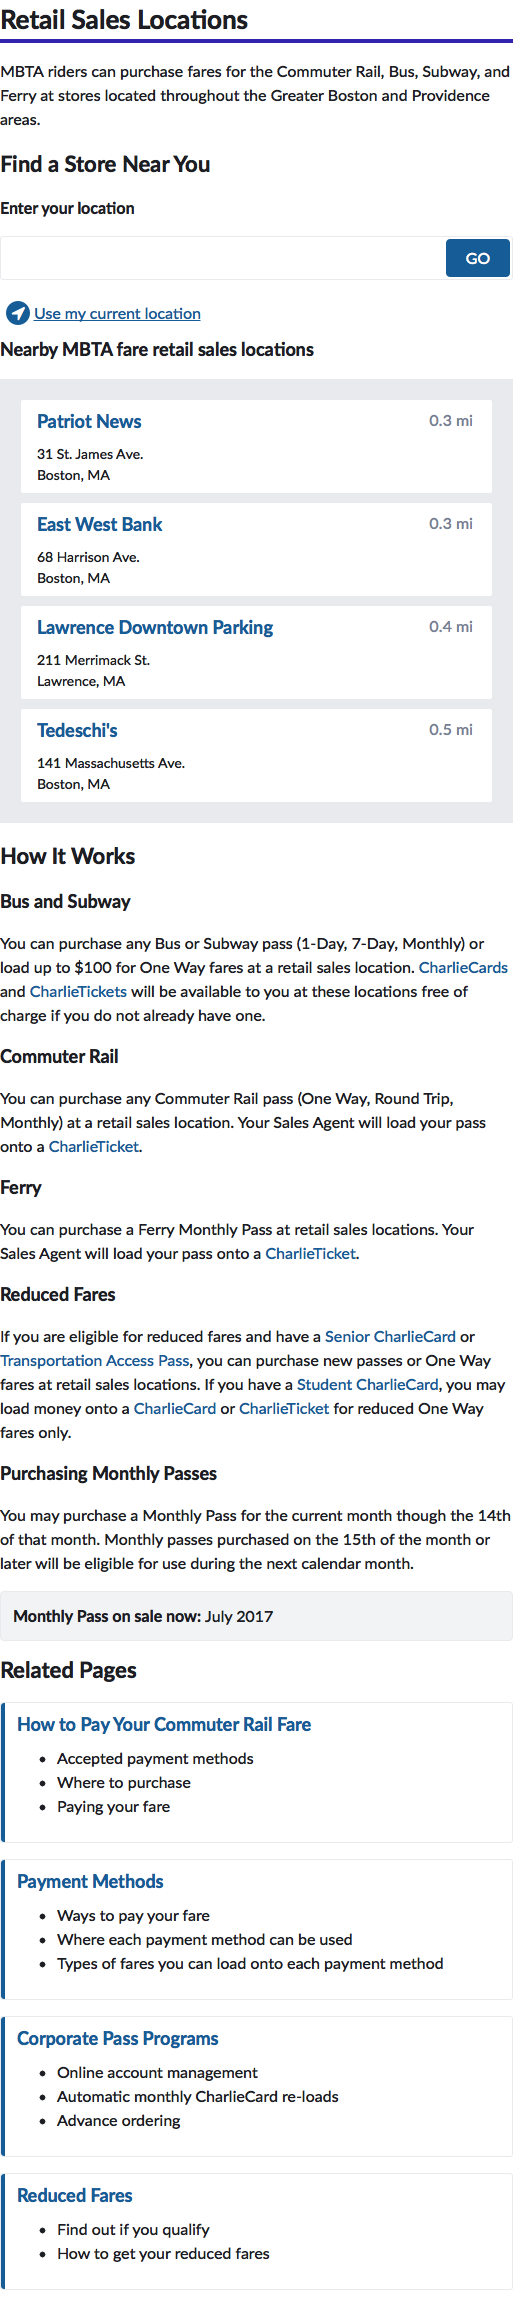 Retail Sales Locations
MBTA riders can purchase fares for the Commuter Rail, Bus, Subway, and
Ferry at stores located throughout the Greater Boston and Providence
areas.
Find a Store Near You
Enter your location
GO
Use my current location
Nearby MBTA fare retail sales locations
Patriot News 0.3 mi
31 St. James Ave.
Boston, MA
East West Bank 0.3 mi
68 Harrison Ave.
Boston, MA
Lawrence Downtown Parking 0.4 mi
211 Merrimack St.
Lawrence, MA
Tedeschi's 0.5 mi
141 Massachusetts Ave.
Boston, MA
How It Works
Bus and Subway
You can purchase any Bus or Subway pass (1-Day, 7-Day, Monthly) or
load up to $100 for One Way fares at a retail sales location. CharlieCards
and CharlieTickets will be available to you at these locations free of
charge if you do not already have one.
Commuter Rail
You can purchase any Commuter Rail pass (One Way, Round Trip,
Monthly) at a retail sales location. Your Sales Agent will load your pass
onto a CharlieTicket.
Ferry
You can purchase a Ferry Monthly Pass at retail sales locations. Your
Sales Agent will load your pass onto a CharlieTicket.
Reduced Fares
If you are eligible for reduced fares and have a Senior CharlieCard or
Transportation Access Pass, you can purchase new passes or One Way
fares at retail sales locations. If you have a Student CharlieCard, you may
load money onto a CharlieCard or CharlieTicket for reduced One Way
fares only.
Purchasing Monthly Passes
You may purchase a Monthly Pass for the current month though the 14th
of that month. Monthly passes purchased on the 15th of the month or
later will be eligible for use during the next calendar month.
Monthly Pass on sale now: July 2017
Related Pages
How to Pay Your Commuter Rail Fare
• Accepted payment methods
• Where to purchase
• Paying your fare
Payment Methods
• Ways to pay your fare
• Where each payment method can be used
• Types of fares you can load onto each payment method
Corporate Pass Programs
• Online account management
• Automatic monthly CharlieCard re-loads
• Advance ordering
Reduced Fares
• Find out if you qualify
• How to get your reduced fares